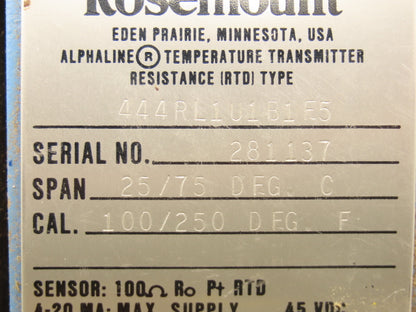 Rosemount
EDEN PRAIRIE, MINNESOTA, USA
ALPHALINE® TEMPERATURE TRANSMITTER
RESISTANCE (RTD) TYPE
444RL1U1B1E5
SERIAL NO. 281137
SPAN 25/75 DEG. C
CAL. 100/250 DEG. F
SENSOR: 100Ω Ro Pt RTD
4-20 MA: MAX. SUPPLY 45 VDC